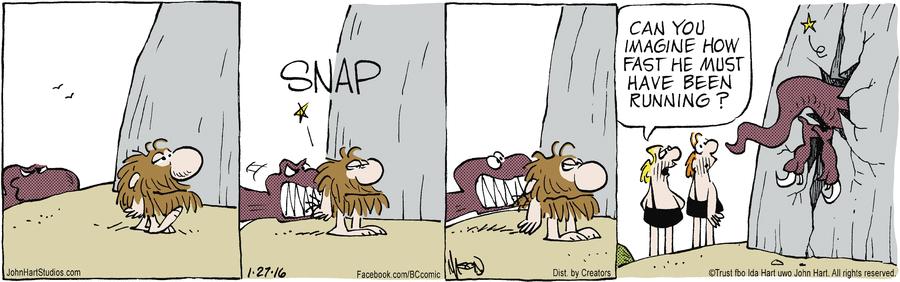 SNAP
CAN YOU
IMAGINE HOW
FAST HE MUST
HAVE BEEN
RUNNING?
JohnHartStudios.com
1·27·16
Facebook.com/BCcomic
Dist. by Creators
©Trust fbo Ida Hart uwo John Hart. All rights reserved.